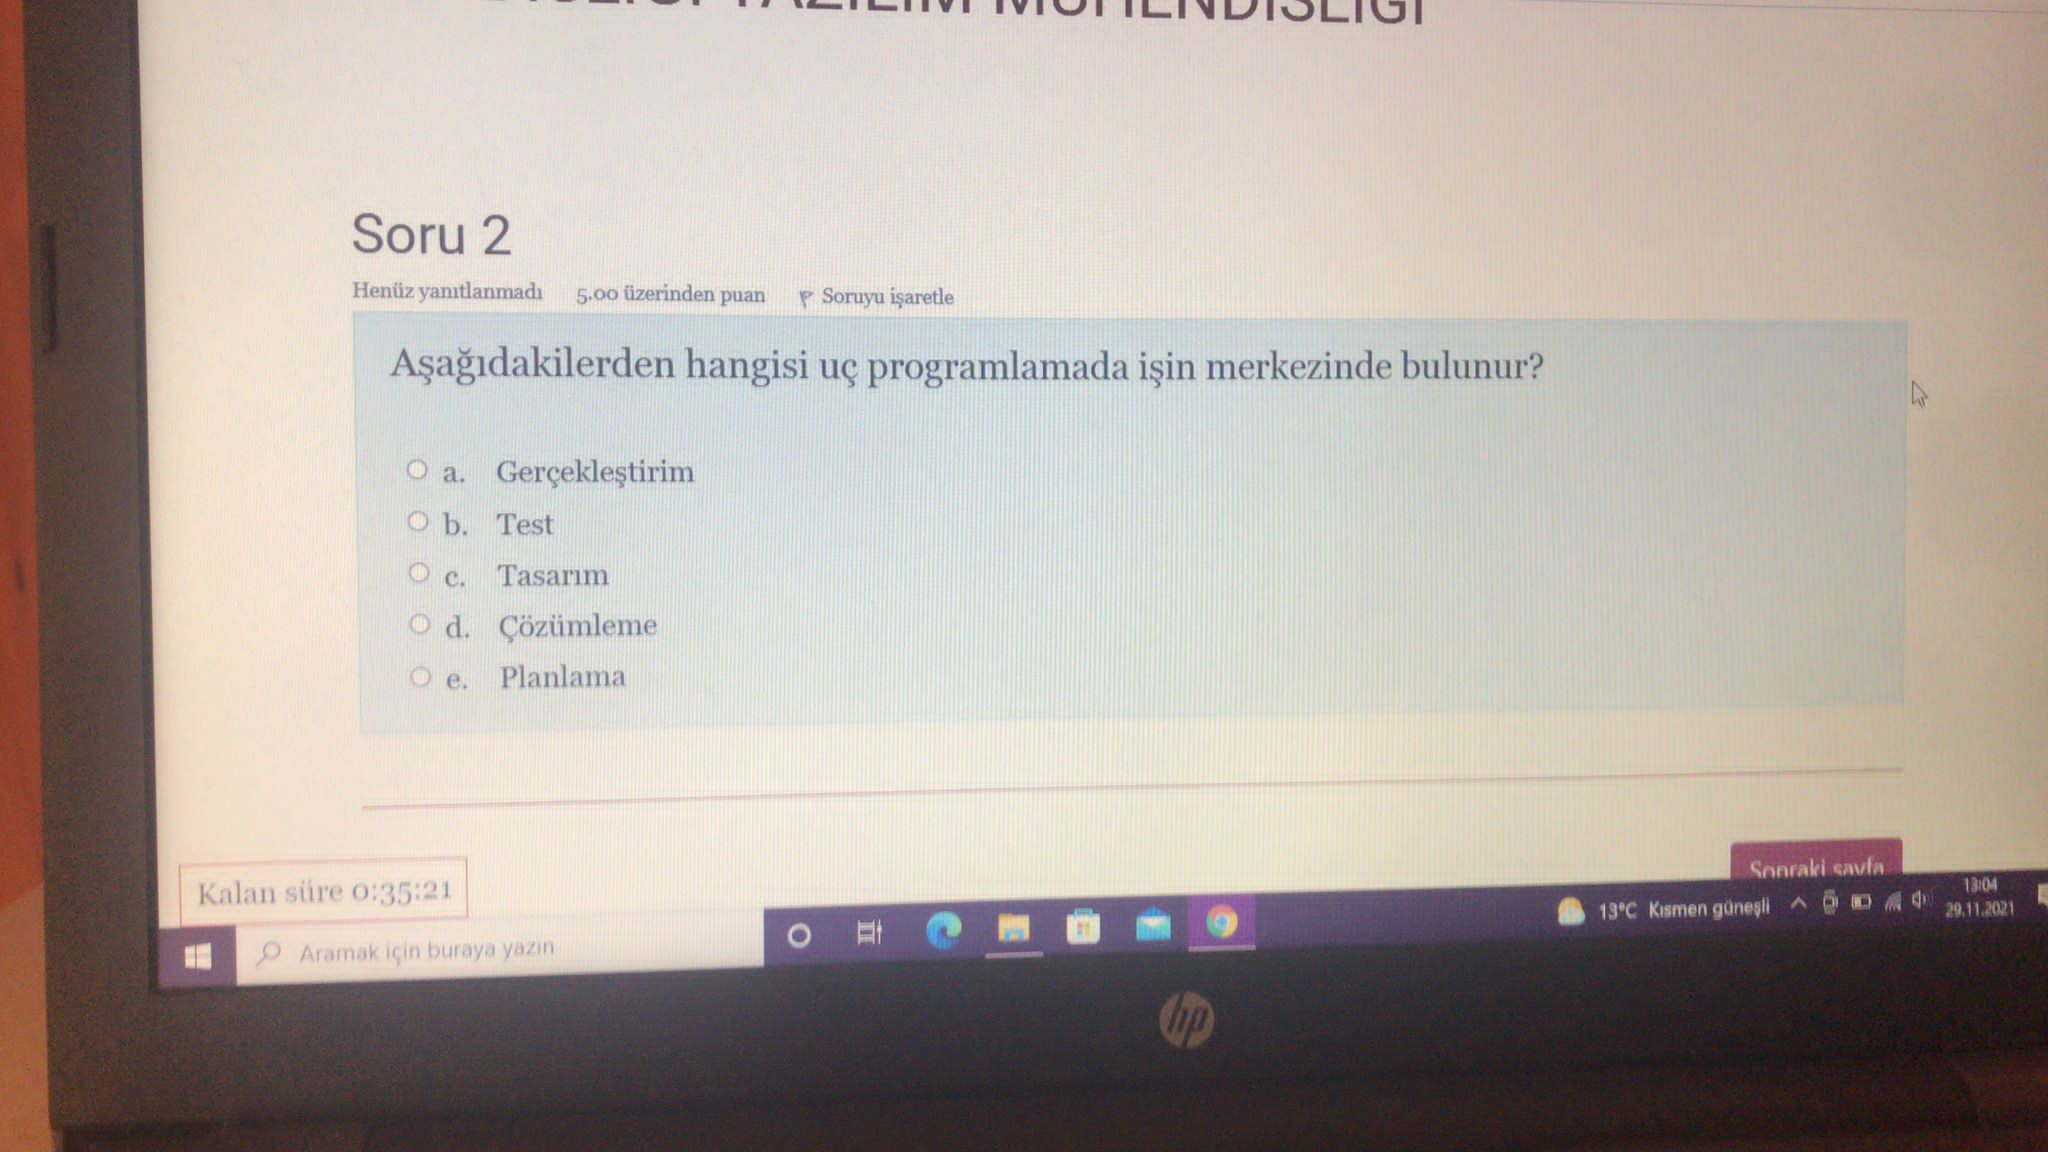 YAZILIM MÜHENDİSLİĞİ
Soru 2
Henüz yanıtlanmadı 5.00 üzerinden puan Soruyu işaretle
Aşağıdakilerden hangisi uç programlamada işin merkezinde bulunur?
a. Gerçekleştirim
b. Test
c. Tasarım
d. Çözümleme
e. Planlama
Sonraki sayfa
Kalan süre 0:35:21
Aramak için buraya yazın
13°C Kısmen güneşli
13:04
29.11.2021
hp